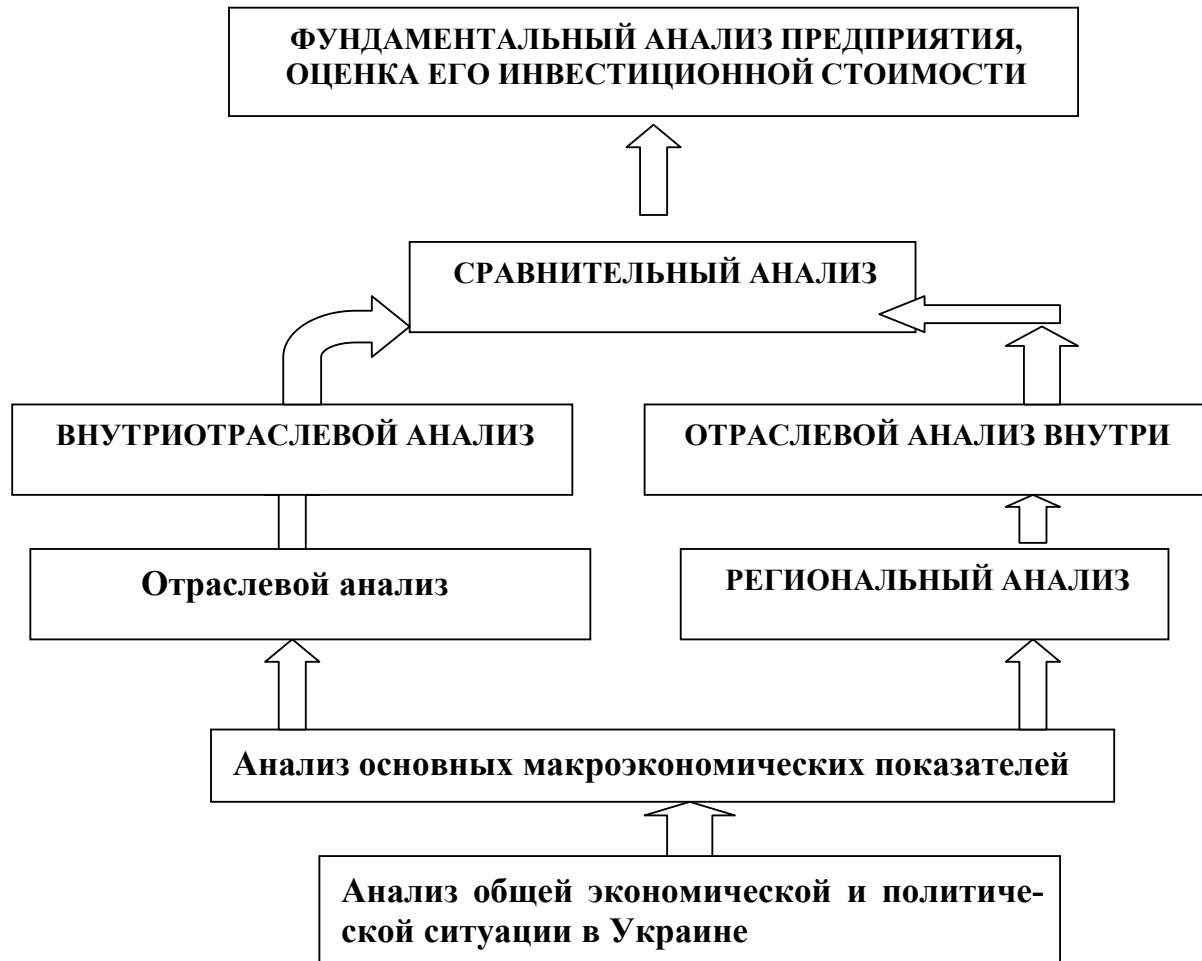 ФУНДАМЕНТАЛЬНЫЙ АНАЛИЗ ПРЕДПРИЯТИЯ,
ОЦЕНКА ЕГО ИНВЕСТИЦИОННОЙ СТОИМОСТИ
СРАВНИТЕЛЬНЫЙ АНАЛИЗ
ВНУТРИОТРАСЛЕВОЙ АНАЛИЗ
ОТРАСЛЕВОЙ АНАЛИЗ ВНУТРИ
Отраслевой анализ
РЕГИОНАЛЬНЫЙ АНАЛИЗ
Анализ основных макроэкономических показателей
Анализ общей экономической и политиче-
ской ситуации в Украине